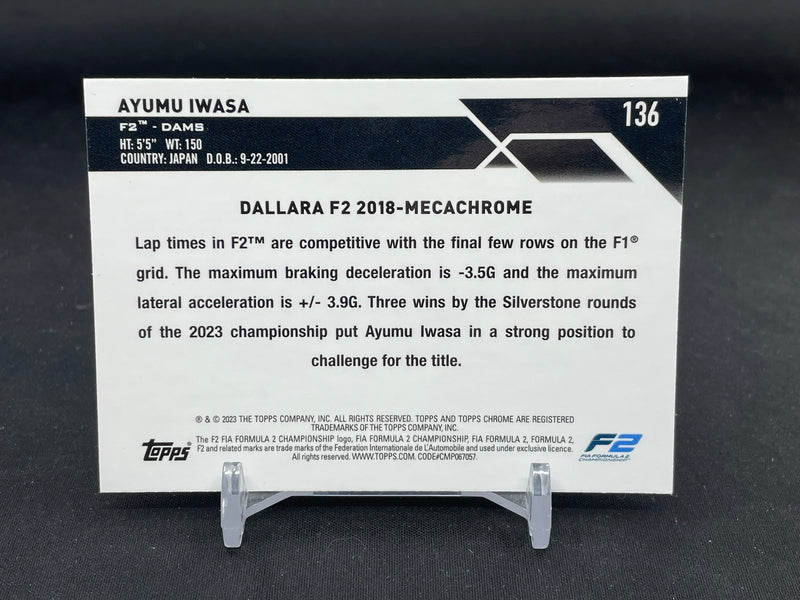 AYUMU IWASA
136
F2™ - DAMS
HT: 5'5" WT: 150
COUNTRY: JAPAN D.O.B.: 9-22-2001
DALLARA F2 2018-MECACHROME
Lap times in F2™ are competitive with the final few rows on the F1®
grid. The maximum braking deceleration is -3.5G and the maximum
lateral acceleration is +/- 3.9G. Three wins by the Silverstone rounds
of the 2023 championship put Ayumu Iwasa in a strong position to
challenge for the title.
® & © 2023 THE TOPPS COMPANY, INC. ALL RIGHTS RESERVED. TOPPS AND TOPPS CHROME ARE REGISTERED
TRADEMARKS OF THE TOPPS COMPANY, INC.
The F2 FIA FORMULA 2 CHAMPIONSHIP logo, FIA FORMULA 2 CHAMPIONSHIP, FIA FORMULA 2, FORMULA 2,
F2 and related marks are trade marks of the Federation Internationale de L'Automobile and used under exclusive licence.
All rights reserved. WWW.TOPPS.COM. CODE#CMP067057.
topps®
F2
FIA FORMULA 2
CHAMPIONSHIP™